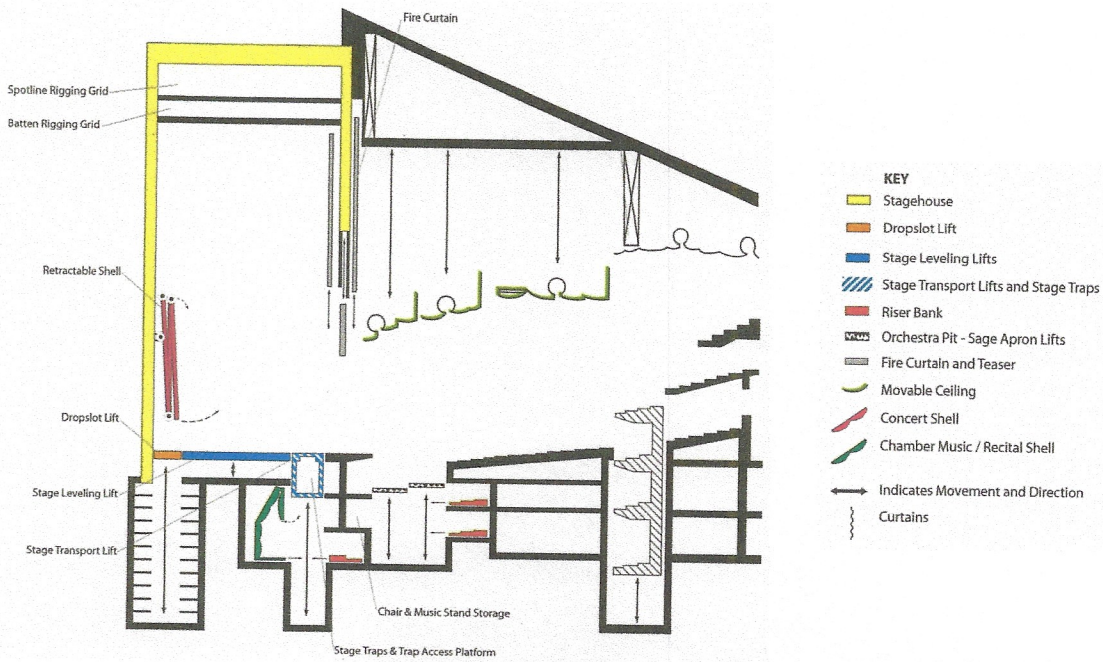 Fire Curtain
Spotline Rigging Grid
Batten Rigging Grid
Retractable Shell
Dropslot Lift
Stage Leveling Lift
Stage Transport Lift
Chair & Music Stand Storage
Stage Traps & Trap Access Platform
KEY
Stagehouse
Dropslot Lift
Stage Leveling Lifts
Stage Transport Lifts and Stage Traps
Riser Bank
Orchestra Pit - Sage Apron Lifts
Fire Curtain and Teaser
Movable Ceiling
Concert Shell
Chamber Music / Recital Shell
Indicates Movement and Direction
Curtains